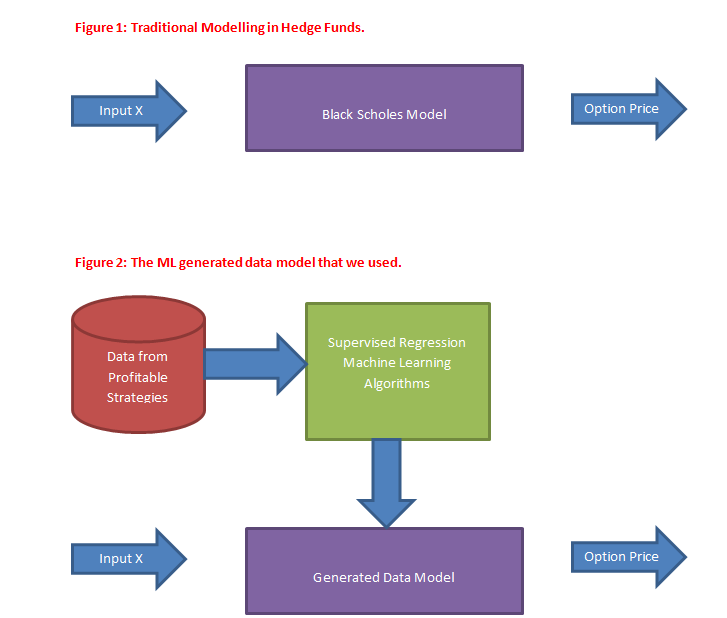 Figure 1: Traditional Modelling in Hedge Funds.
Input X
Black Scholes Model
Option Price
Figure 2: The ML generated data model that we used.
Data from
Profitable
Strategies
Supervised Regression
Machine Learning
Algorithms
Input X
Generated Data Model
Option Price